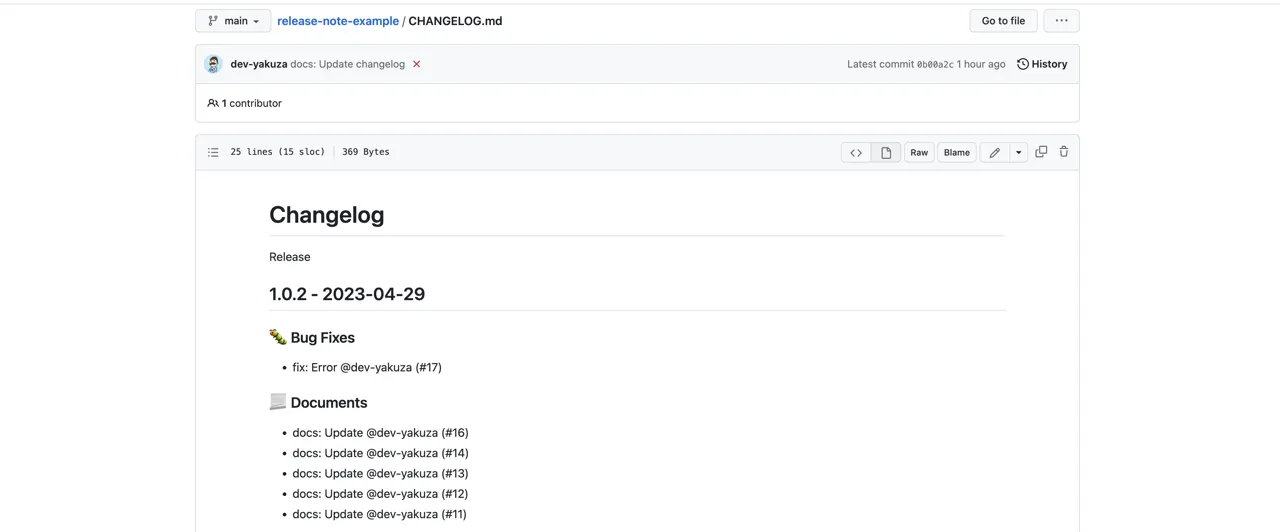 main release-note-example / CHANGELOG.md Go to file ...
dev-yakuza docs: Update changelog Latest commit 0b00a2c 1 hour ago History
1 contributor
25 lines (15 sloc) 369 Bytes Raw Blame
Changelog
Release
1.0.2 - 2023-04-29
🐛 Bug Fixes
• fix: Error @dev-yakuza (#17)
📃 Documents
• docs: Update @dev-yakuza (#16)
• docs: Update @dev-yakuza (#14)
• docs: Update @dev-yakuza (#13)
• docs: Update @dev-yakuza (#12)
• docs: Update @dev-yakuza (#11)